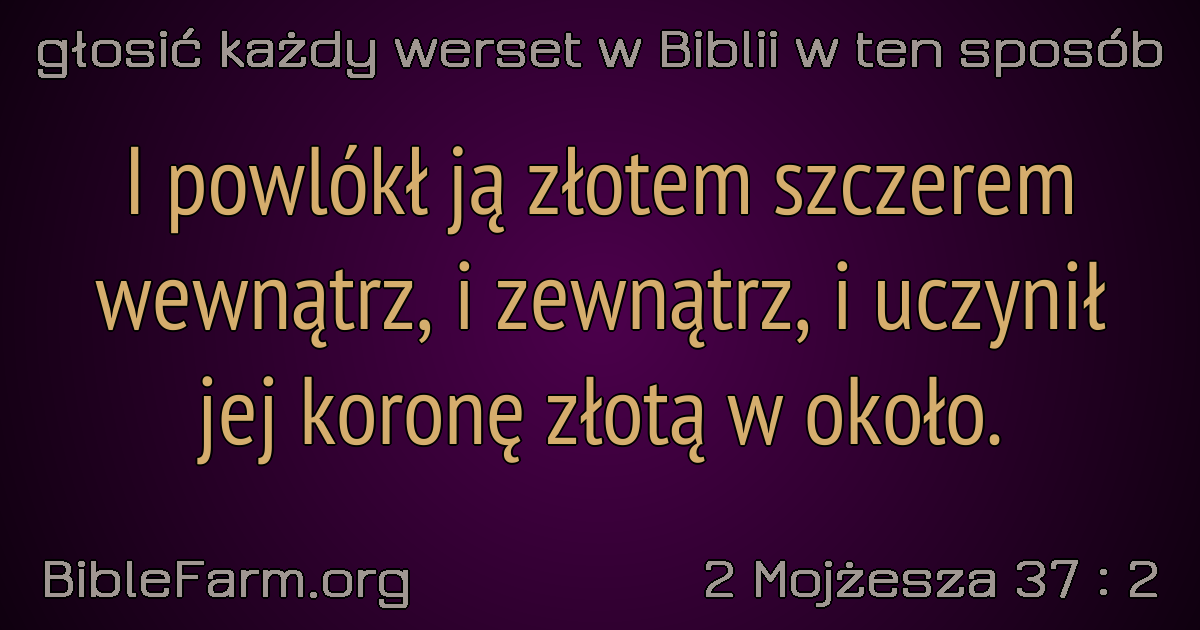 głosić każdy werset w Biblii w ten sposób
I powlókł ją złotem szczerem
wewnątrz, i zewnątrz, i uczynił
jej koronę złotą w około.
BibleFarm.org
2 Mojżesza 37 : 2